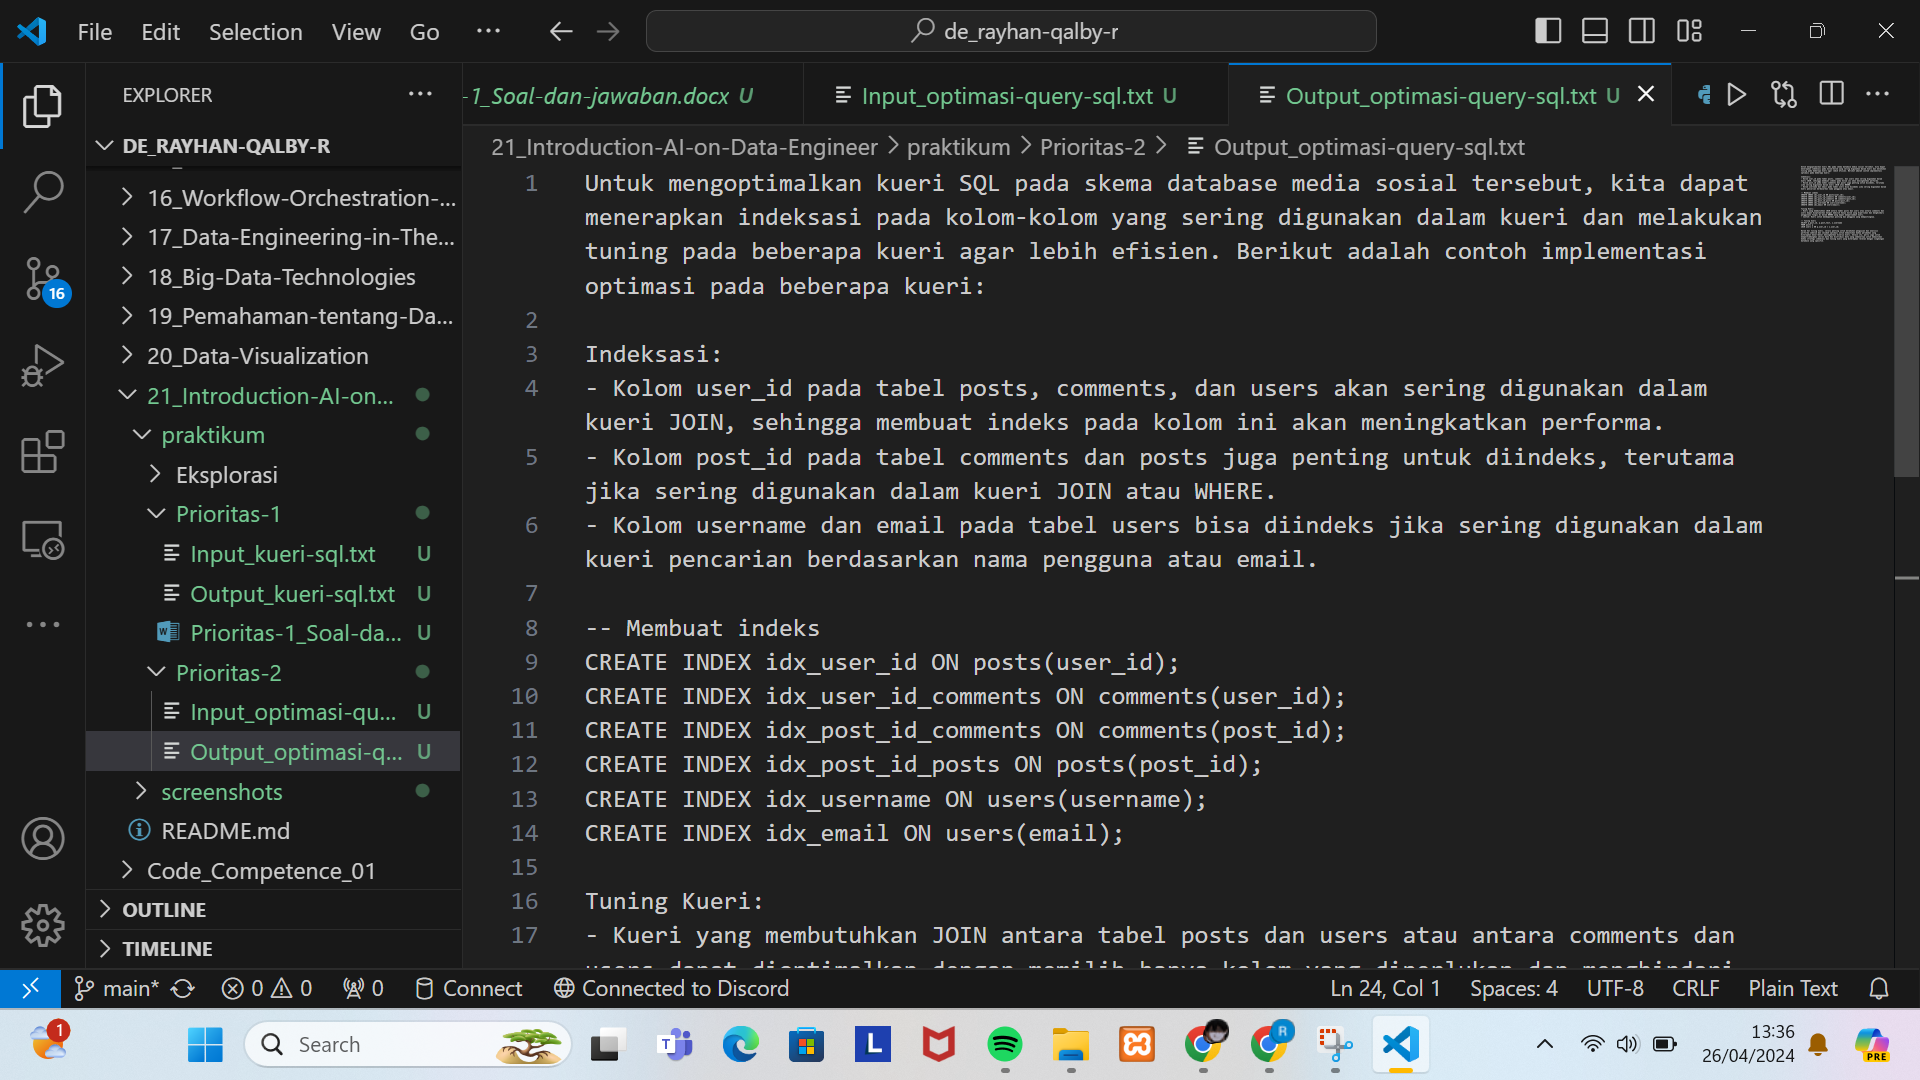 File Edit Selection View Go ··· de_rayhan-qalby-r
EXPLORER ···
-1_Soal-dan-jawaban.docx U Input_optimasi-query-sql.txt U Output_optimasi-query-sql.txt U
21_Introduction-AI-on-Data-Engineer > praktikum > Prioritas-2 > Output_optimasi-query-sql.txt
DE_RAYHAN-QALBY-R
16_Workflow-Orchestration-...
17_Data-Engineering-in-The...
18_Big-Data-Technologies
19_Pemahaman-tentang-Da...
20_Data-Visualization
21_Introduction-AI-on...
praktikum
Eksplorasi
Prioritas-1
Input_kueri-sql.txt U
Output_kueri-sql.txt U
Prioritas-1_Soal-da... U
Prioritas-2
Input_optimasi-qu... U
Output_optimasi-q... U
screenshots
README.md
Code_Competence_01
OUTLINE
TIMELINE
16
1 Untuk mengoptimalkan kueri SQL pada skema database media sosial tersebut, kita dapat
menerapkan indeksasi pada kolom-kolom yang sering digunakan dalam kueri dan melakukan
tuning pada beberapa kueri agar lebih efisien. Berikut adalah contoh implementasi
optimasi pada beberapa kueri:
2
3 Indeksasi:
4 - Kolom user_id pada tabel posts, comments, dan users akan sering digunakan dalam
kueri JOIN, sehingga membuat indeks pada kolom ini akan meningkatkan performa.
5 - Kolom post_id pada tabel comments dan posts juga penting untuk diindeks, terutama
jika sering digunakan dalam kueri JOIN atau WHERE.
6 - Kolom username dan email pada tabel users bisa diindeks jika sering digunakan dalam
kueri pencarian berdasarkan nama pengguna atau email.
7
8 -- Membuat indeks
9 CREATE INDEX idx_user_id ON posts(user_id);
10 CREATE INDEX idx_user_id_comments ON comments(user_id);
11 CREATE INDEX idx_post_id_comments ON comments(post_id);
12 CREATE INDEX idx_post_id_posts ON posts(post_id);
13 CREATE INDEX idx_username ON users(username);
14 CREATE INDEX idx_email ON users(email);
15
16 Tuning Kueri:
17 - Kueri yang membutuhkan JOIN antara tabel posts dan users atau antara comments dan
main* 0 0 0 Connect Connected to Discord Ln 24, Col 1 Spaces: 4 UTF-8 CRLF Plain Text
1 Search T L R 13:36
26/04/2024 PRE